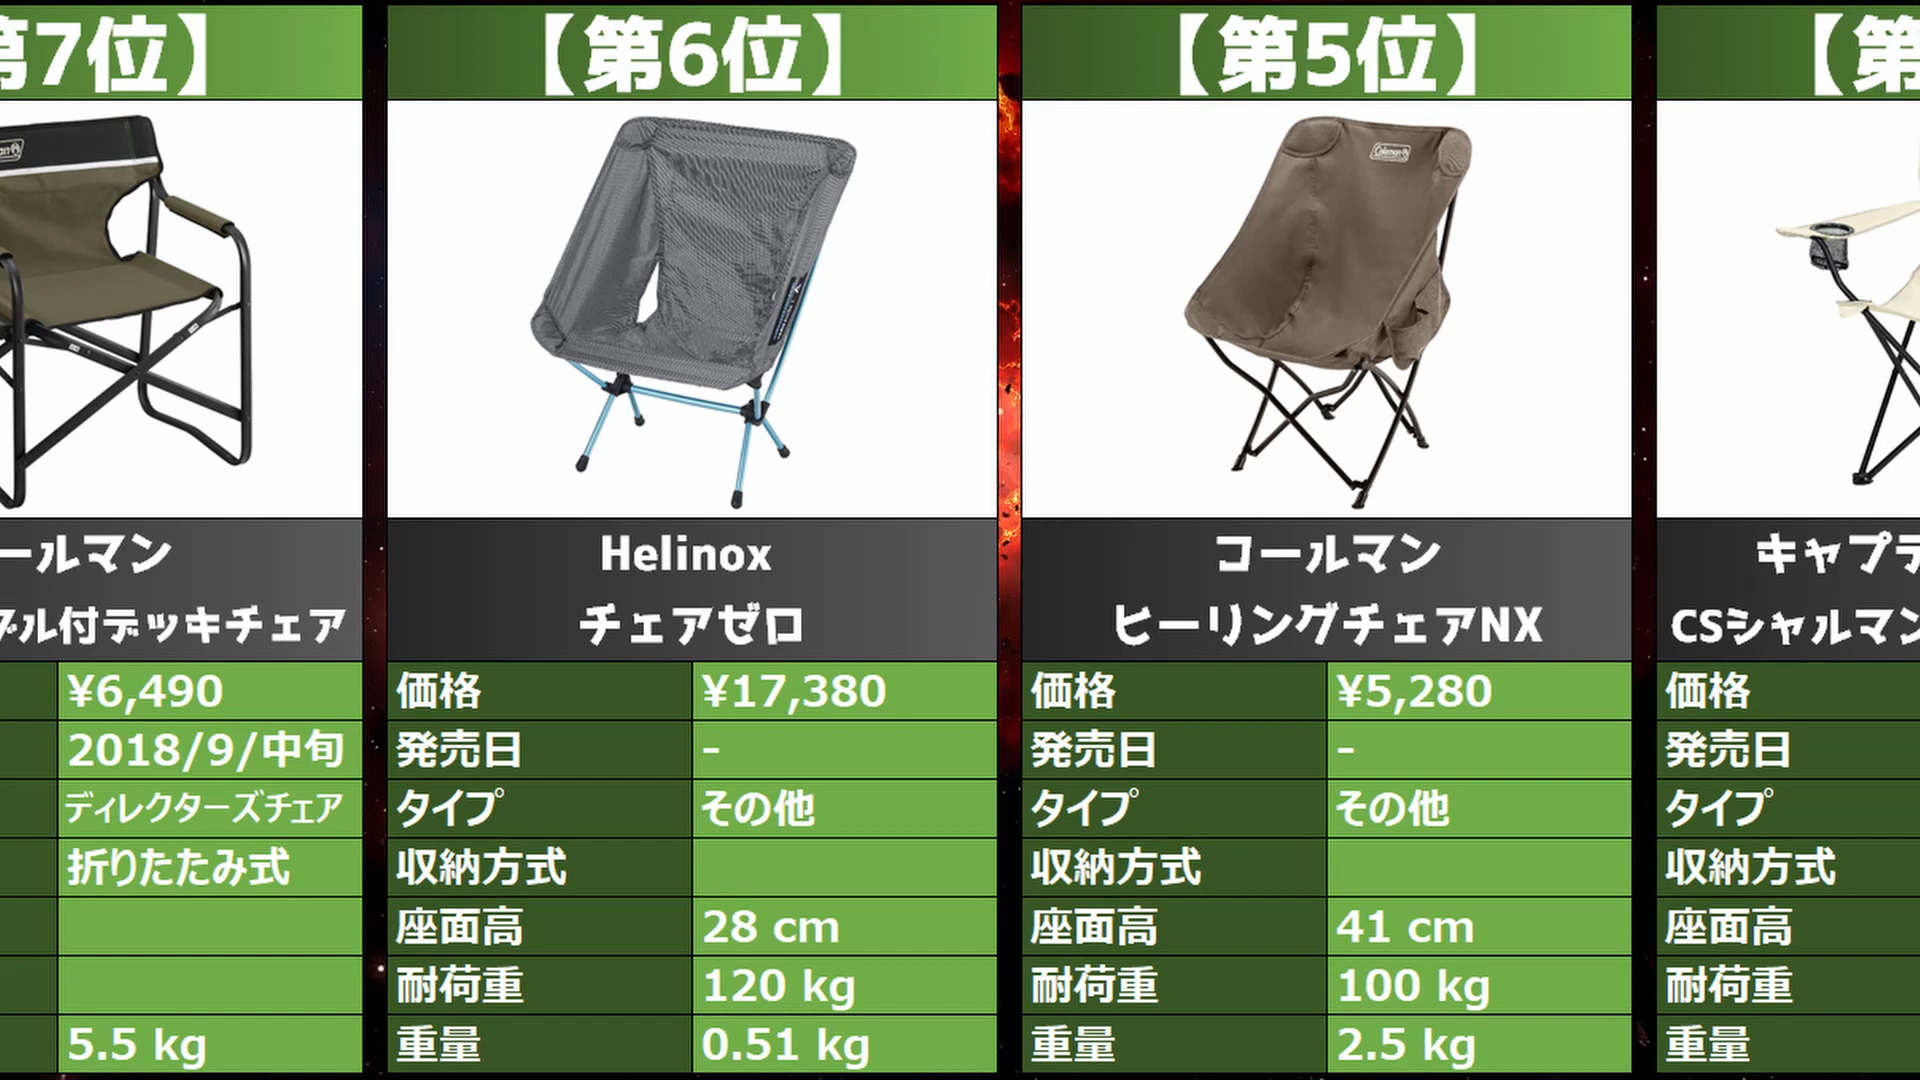 第7位】
ールマン
ブル付デッキチェア
¥6,490
2018/9/中旬
ディレクターズチェア
折りたたみ式
5.5 kg
【第6位】
Helinox
チェアゼロ
価格 ¥17,380
発売日 -
タイプ その他
収納方式
座面高 28 cm
耐荷重 120 kg
重量 0.51 kg
【第5位】
Coleman
コールマン
ヒーリングチェアNX
価格 ¥5,280
発売日 -
タイプ その他
収納方式
座面高 41 cm
耐荷重 100 kg
重量 2.5 kg
【第
キャプテ
CSシャルマン
価格
発売日
タイプ
収納方式
座面高
耐荷重
重量